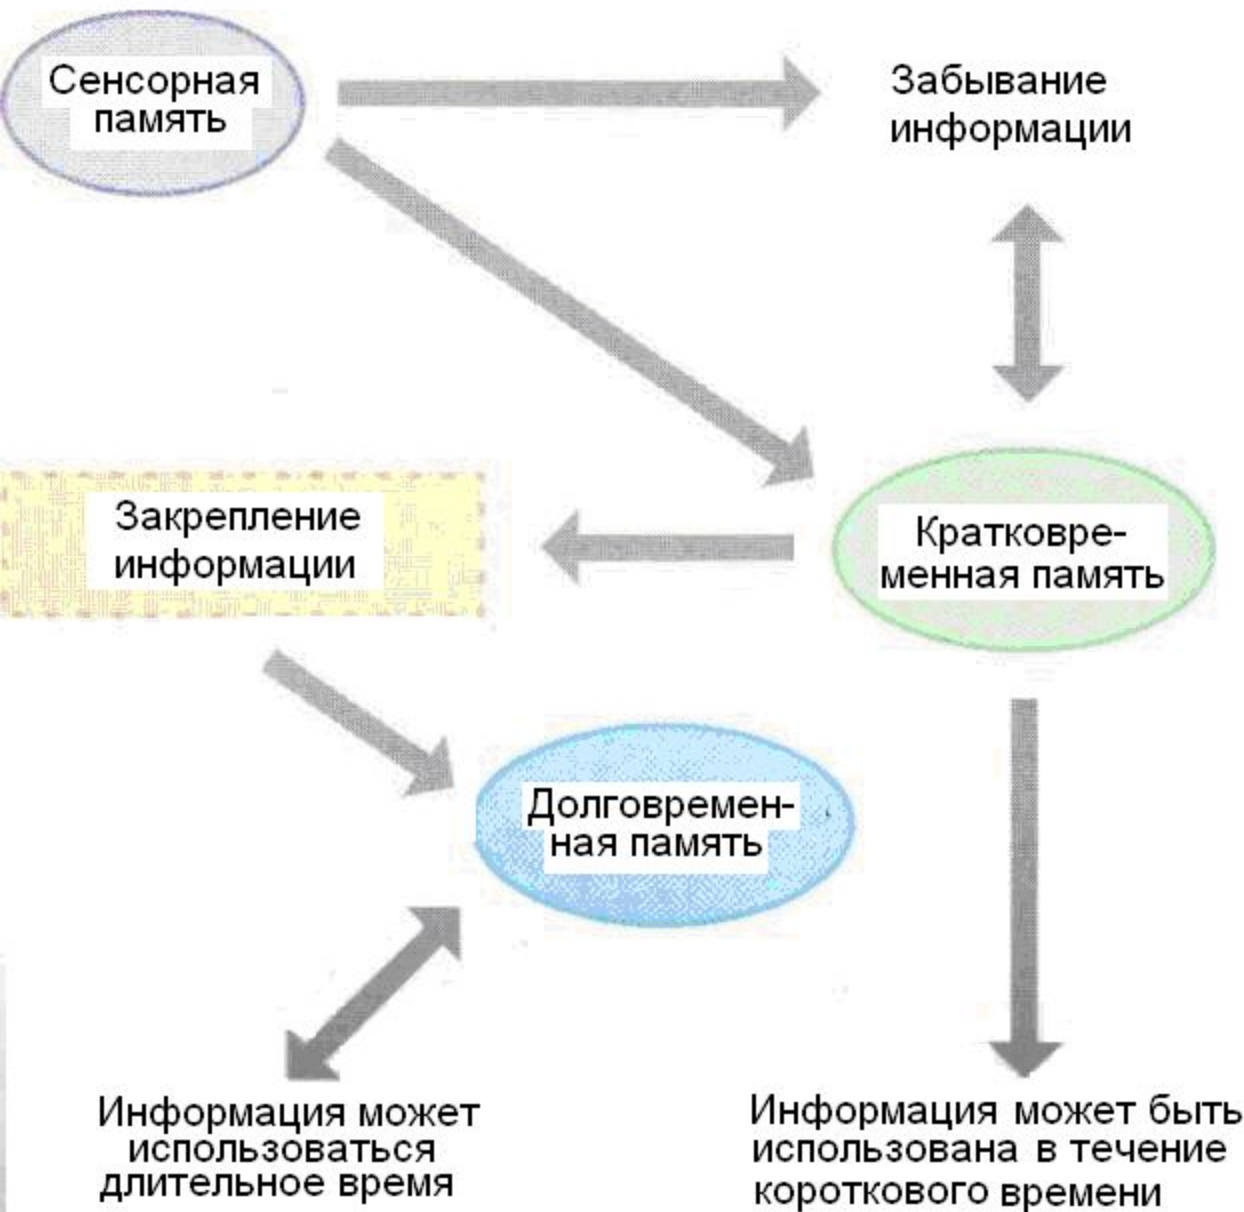 Сенсорная
память
Забывание
информации
Закрепление
информации
Кратковре-
менная память
Долговремен-
ная память
Информация может
использоваться
длительное время
Информация может быть
использована в течение
короткового времени